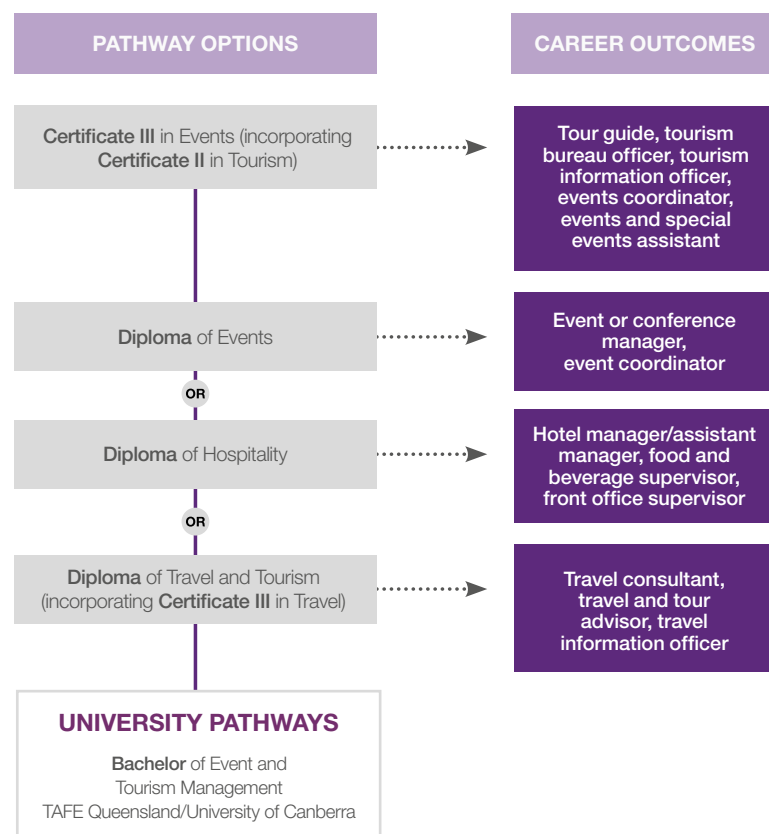 PATHWAY OPTIONS
CAREER OUTCOMES
Certificate III in Events (incorporating
Certificate II in Tourism)
Tour guide, tourism
bureau officer, tourism
information officer,
events coordinator,
events and special
events assistant
Diploma of Events
Event or conference
manager,
event coordinator
OR
Diploma of Hospitality
Hotel manager/assistant
manager, food and
beverage supervisor,
front office supervisor
OR
Diploma of Travel and Tourism
(incorporating Certificate III in Travel)
Travel consultant,
travel and tour
advisor, travel
information officer
UNIVERSITY PATHWAYS
Bachelor of Event and
Tourism Management
TAFE Queensland/University of Canberra